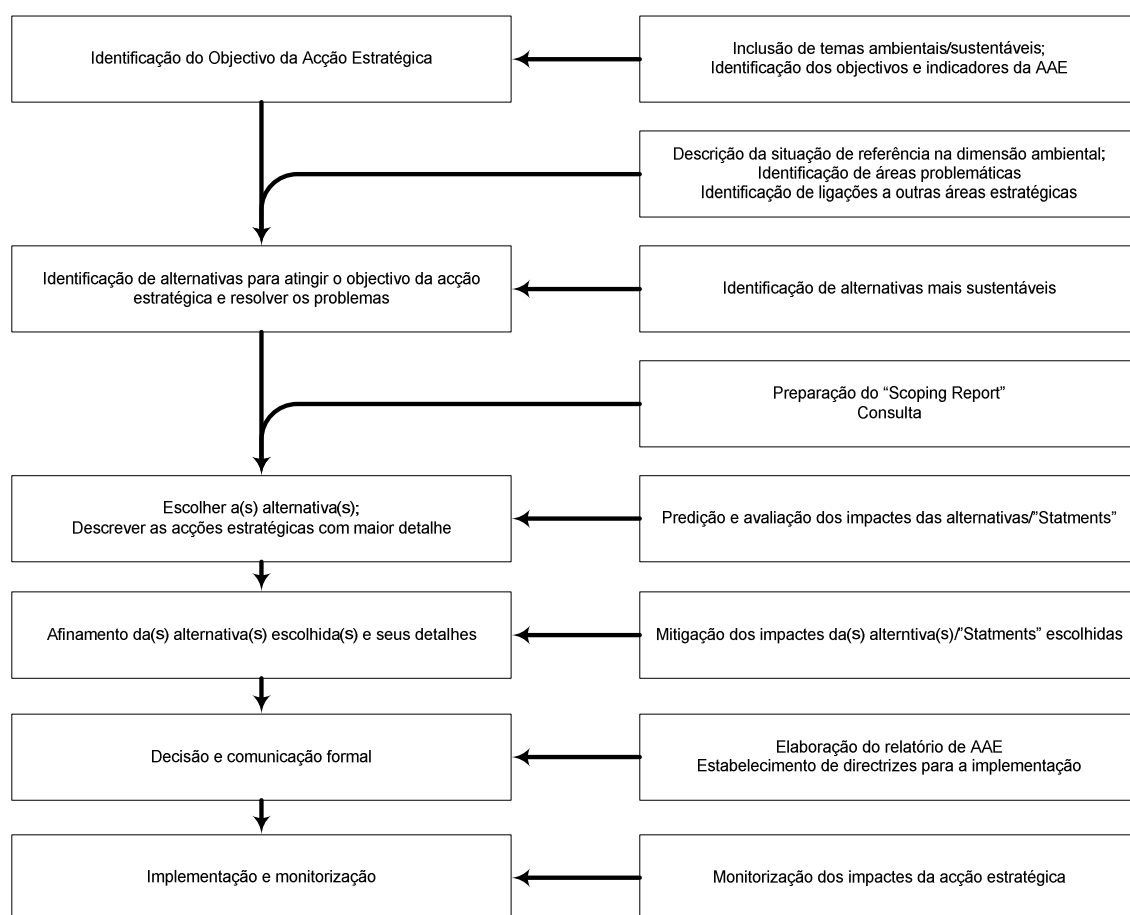 Identificação do Objectivo da Acção Estratégica
Inclusão de temas ambientais/sustentáveis;
Identificação dos objectivos e indicadores da AAE
Descrição da situação de referência na dimensão ambiental;
Identificação de áreas problemáticas
Identificação de ligações a outras áreas estratégicas
Identificação de alternativas para atingir o objectivo da acção
estratégica e resolver os problemas
Identificação de alternativas mais sustentáveis
Preparação do “Scoping Report”
Consulta
Escolher a(s) alternativa(s);
Descrever as acções estratégicas com maior detalhe
Predição e avaliação dos impactes das alternativas/”Statments”
Afinamento da(s) alternativa(s) escolhida(s) e seus detalhes
Mitigação dos impactes da(s) alterntiva(s)/”Statments” escolhidas
Decisão e comunicação formal
Elaboração do relatório de AAE
Estabelecimento de directrizes para a implementação
Implementação e monitorização
Monitorização dos impactes da acção estratégica